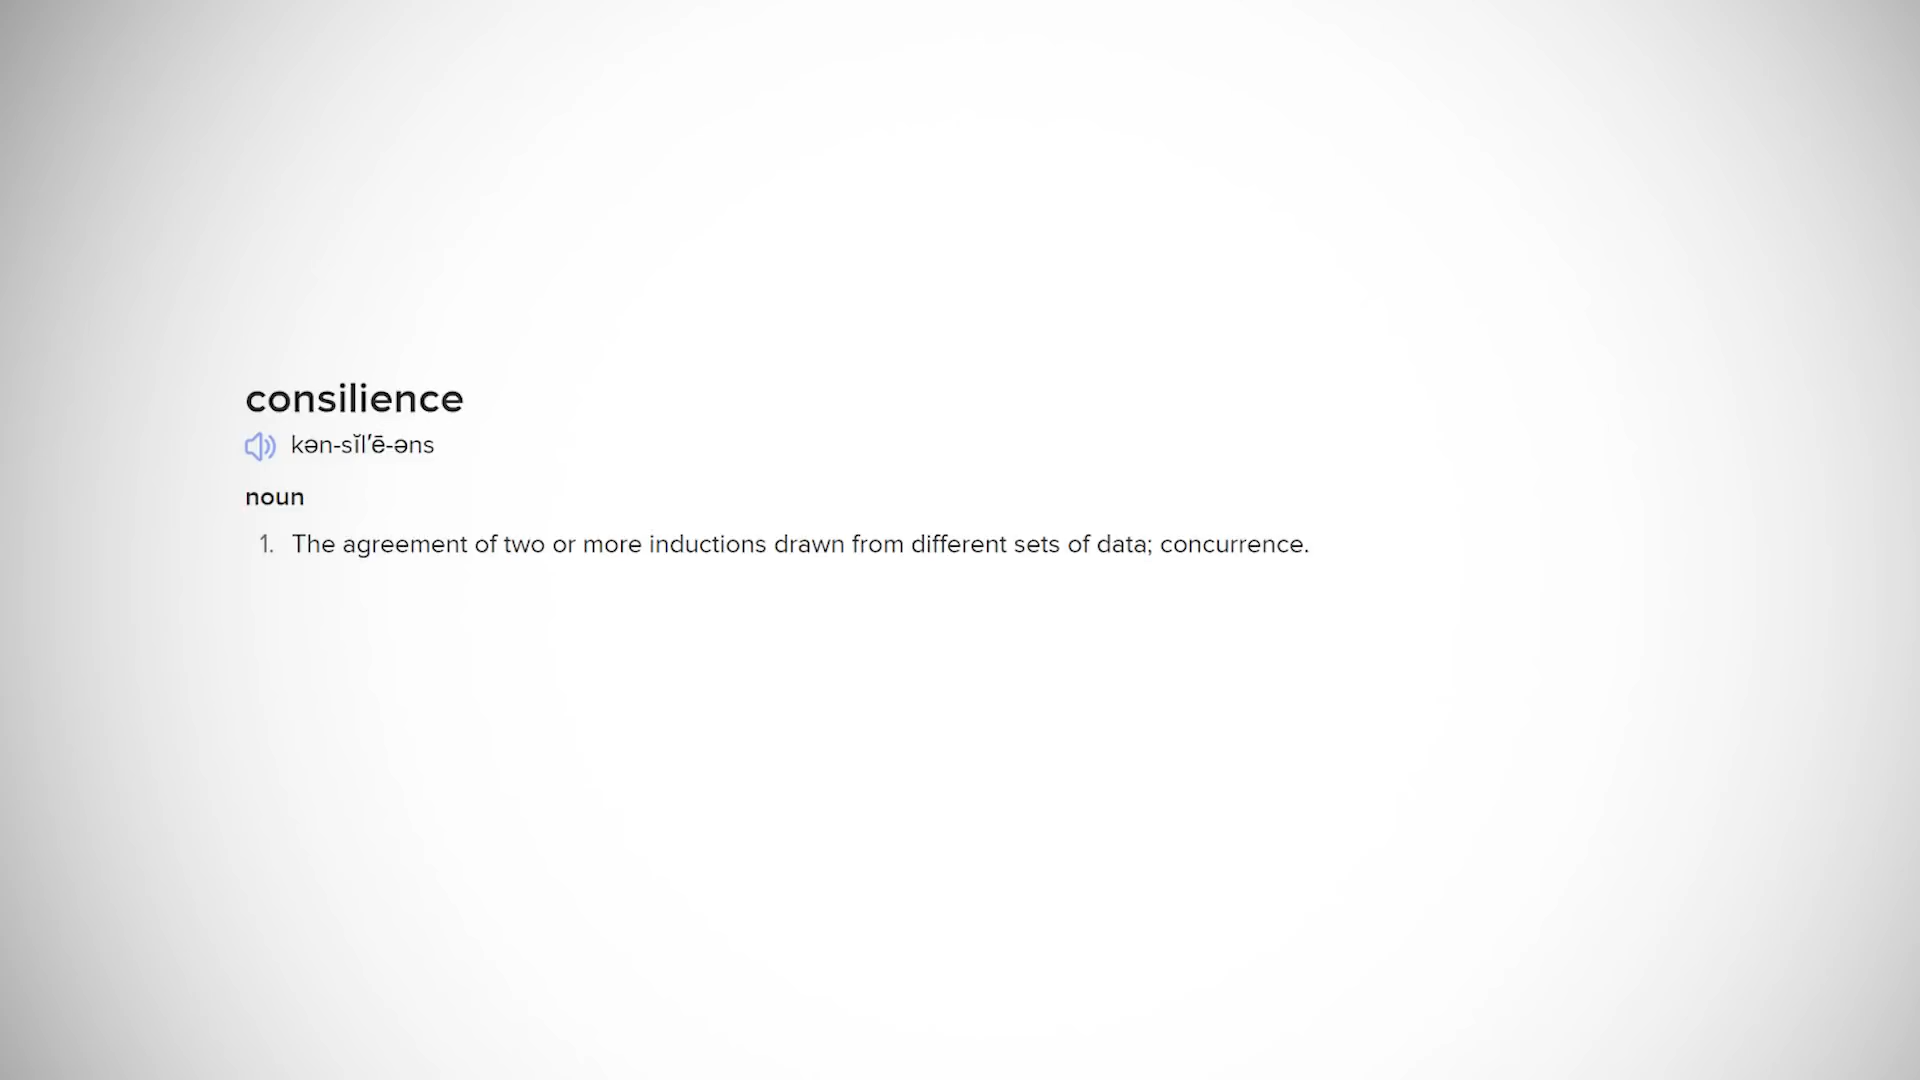 consilience
kən-sĭl′ē-əns
noun
1. The agreement of two or more inductions drawn from different sets of data; concurrence.